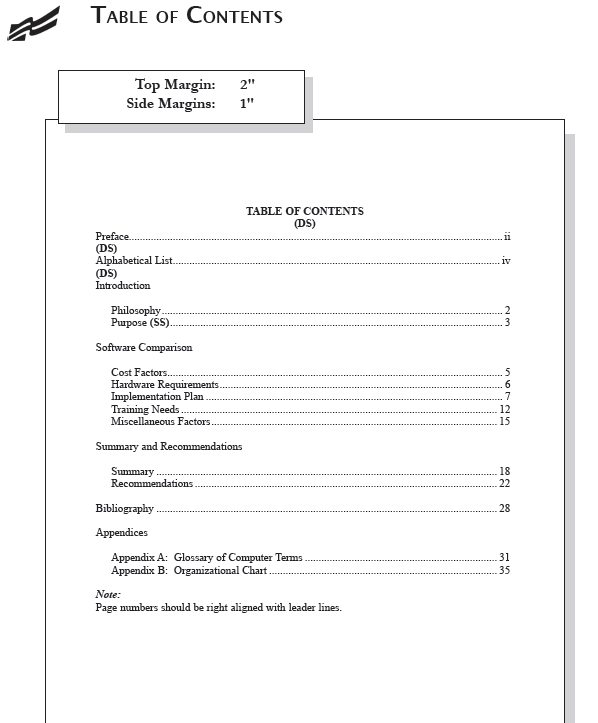 TABLE OF CONTENTS
Top Margin: 2"
Side Margins: 1"
TABLE OF CONTENTS
(DS)
Preface.......... ii
(DS)
Alphabetical List.......... iv
(DS)
Introduction
Philosophy.......... 2
Purpose (SS).......... 3
Software Comparison
Cost Factors.......... 5
Hardware Requirements.......... 6
Implementation Plan .......... 7
Training Needs .......... 12
Miscellaneous Factors.......... 15
Summary and Recommendations
Summary .......... 18
Recommendations .......... 22
Bibliography .......... 28
Appendices
Appendix A: Glossary of Computer Terms .......... 31
Appendix B: Organizational Chart .......... 35
Note:
Page numbers should be right aligned with leader lines.